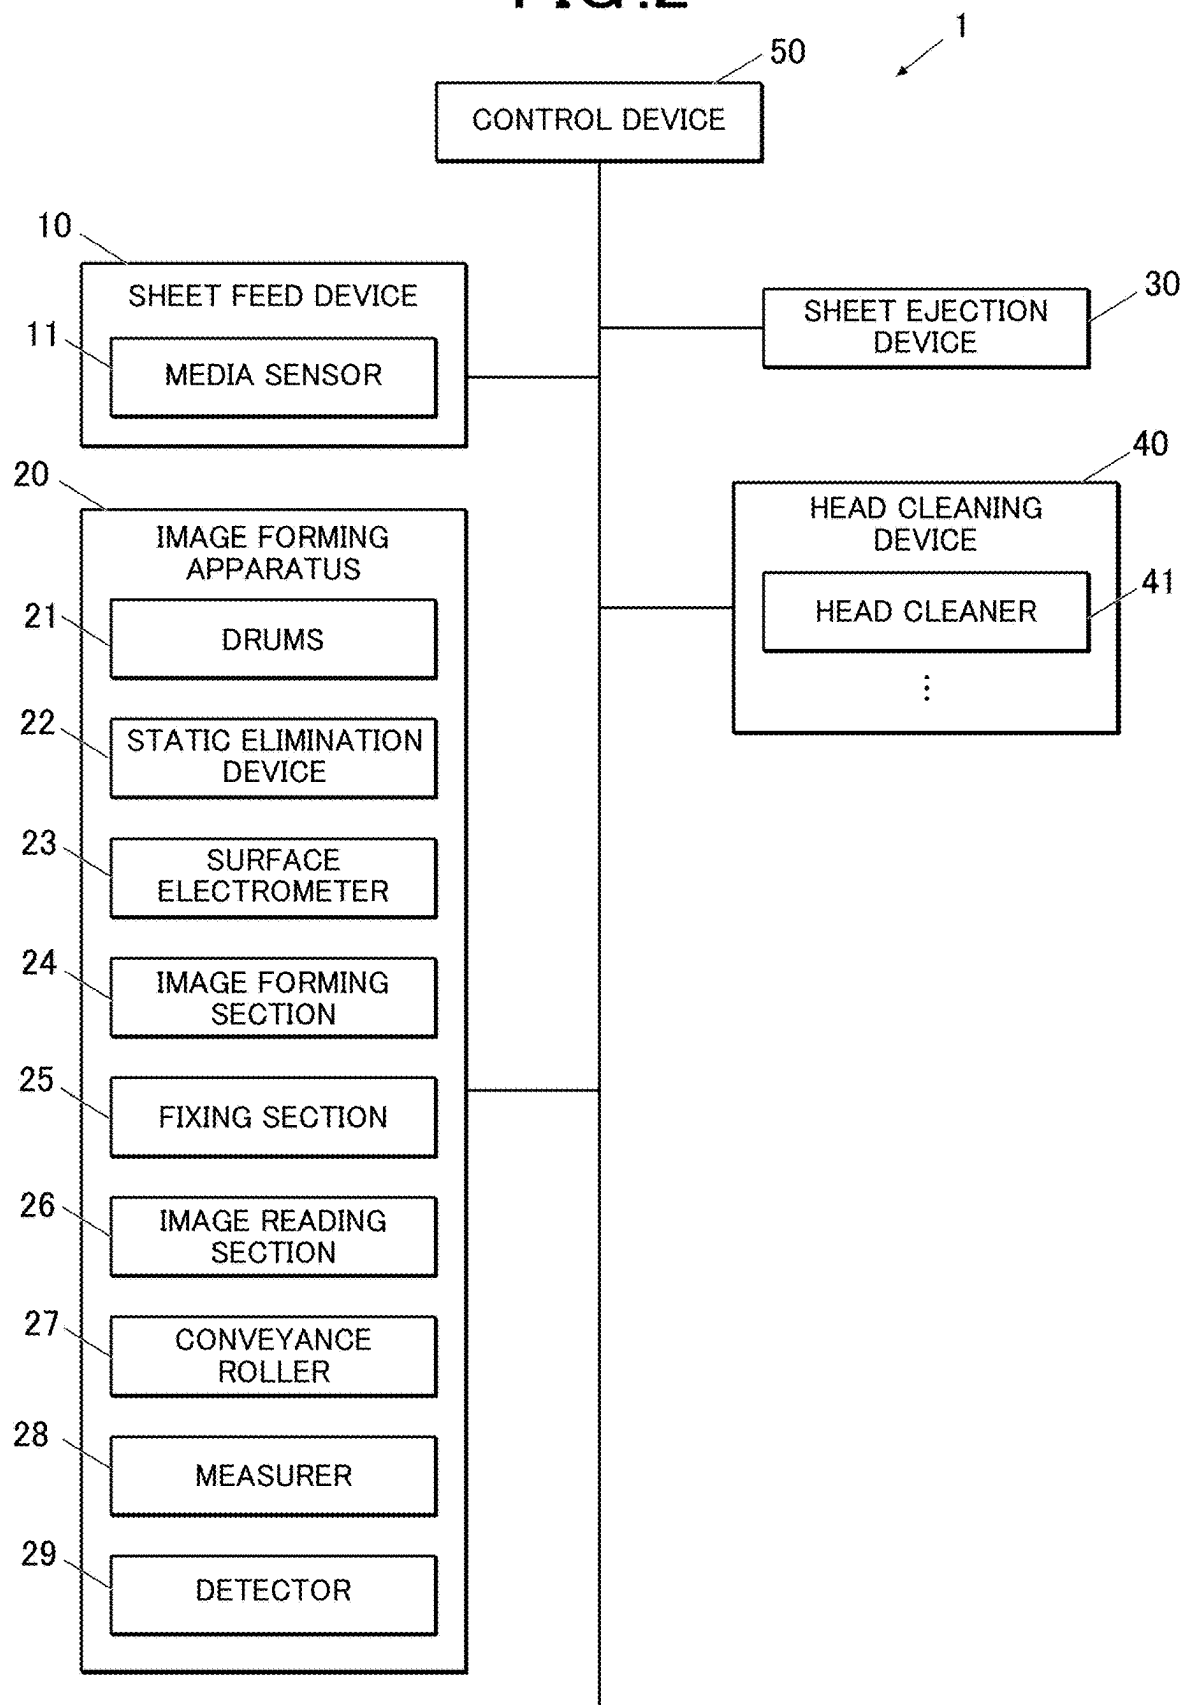 FIG.2
1
50
CONTROL DEVICE
10
SHEET FEED DEVICE
11
MEDIA SENSOR
30
SHEET EJECTION
DEVICE
20
IMAGE FORMING
APPARATUS
21
DRUMS
22
STATIC ELIMINATION
DEVICE
23
SURFACE
ELECTROMETER
24
IMAGE FORMING
SECTION
25
FIXING SECTION
26
IMAGE READING
SECTION
27
CONVEYANCE
ROLLER
28
MEASURER
29
DETECTOR
40
HEAD CLEANING
DEVICE
41
HEAD CLEANER
⋮